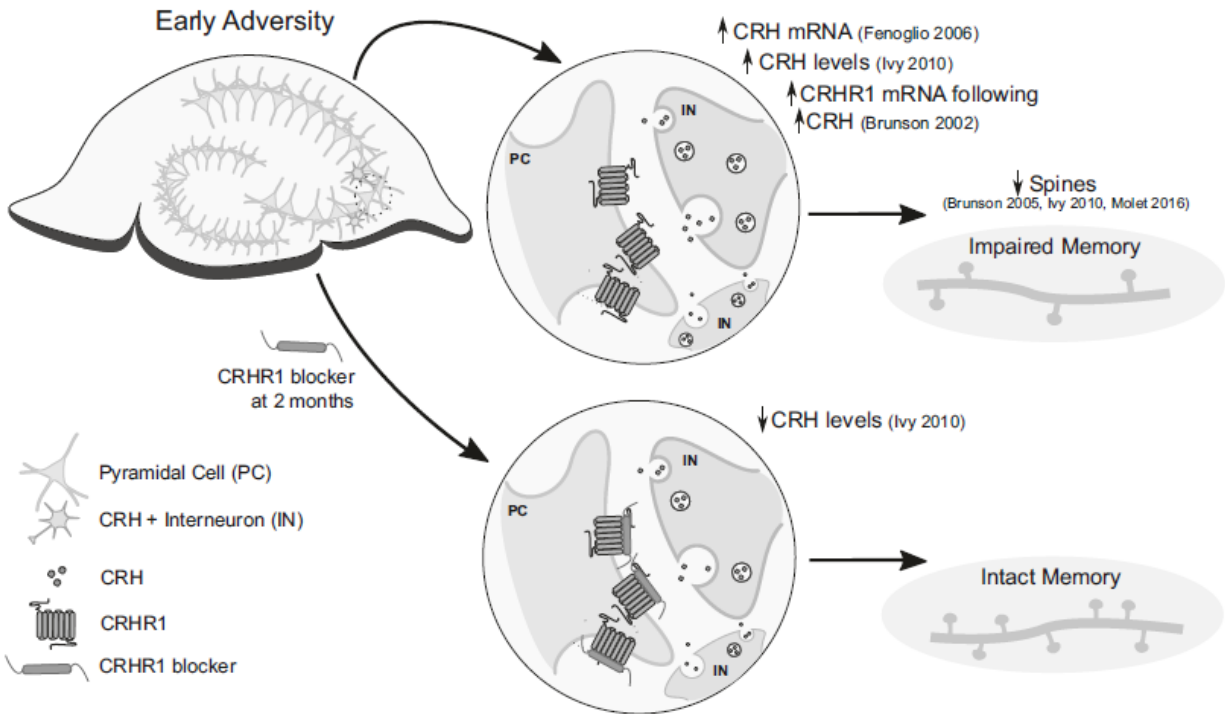 Early Adversity
↑ CRH mRNA (Fenoglio 2006)
↑ CRH levels (Ivy 2010)
↑ CRHR1 mRNA following
↑ CRH (Brunson 2002)
IN
PC
IN
↓ Spines
(Brunson 2005, Ivy 2010, Molet 2016)
Impaired Memory
CRHR1 blocker
at 2 months
↓ CRH levels (Ivy 2010)
IN
PC
IN
Intact Memory
Pyramidal Cell (PC)
CRH + Interneuron (IN)
CRH
CRHR1
CRHR1 blocker